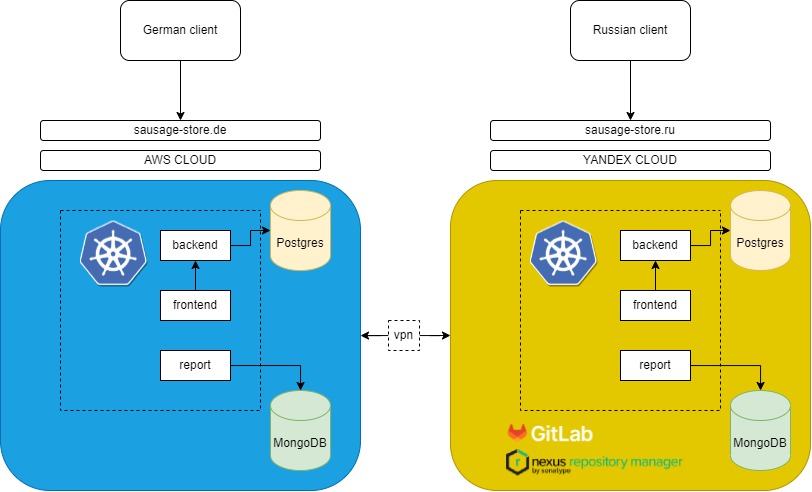 German client
Russian client
sausage-store.de
sausage-store.ru
AWS CLOUD
YANDEX CLOUD
backend
Postgres
frontend
report
MongoDB
vpn
backend
Postgres
frontend
report
MongoDB
GitLab
nexus repository manager
by sonatype